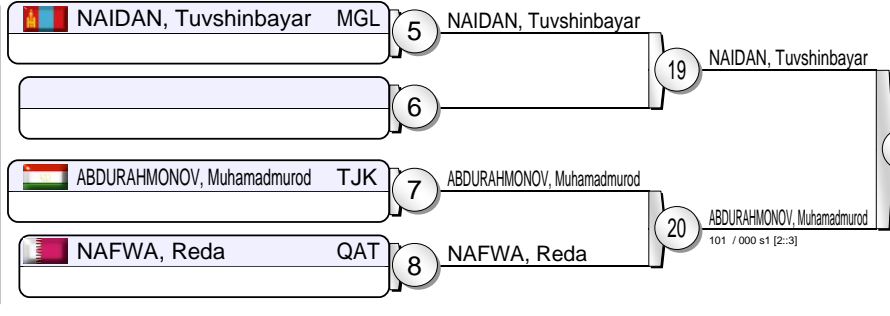 NAIDAN, Tuvshinbayar MGL
5
NAIDAN, Tuvshinbayar
19
NAIDAN, Tuvshinbayar
6
ABDURAHMONOV, Muhamadmurod TJK
7
ABDURAHMONOV, Muhamadmurod
20
ABDURAHMONOV, Muhamadmurod
101 / 000 s1 [2::3]
NAFWA, Reda QAT
8
NAFWA, Reda